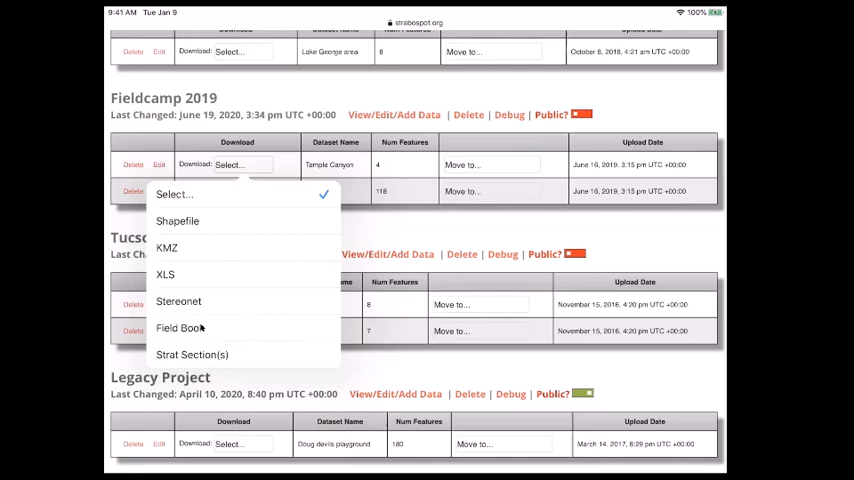 9:41 AM Tue Jan 9
100%
strabospot.org
Dataset Name Num Features Upload Date
Delete Edit Download: Select... Lake George area 8 Move to... October 8, 2018, 4:21 am UTC +00:00
Fieldcamp 2019
Last Changed: June 19, 2020, 3:34 pm UTC +00:00 View/Edit/Add Data | Delete | Debug | Public?
Download Dataset Name Num Features Upload Date
Delete Edit Download: Select... Temple Canyon 4 Move to... June 16, 2019, 3:15 pm UTC +00:00
Delete 118 Move to... June 16, 2019, 3:15 pm UTC +00:00
Select...
Shapefile
KMZ
XLS
Stereonet
Field Book
Strat Section(s)
Tucso
Last Ch View/Edit/Add Data | Delete | Debug | Public?
ame Num Features Upload Date
Delete 8 Move to... November 15, 2016, 4:20 pm UTC +00:00
Delete 7 Move to... November 15, 2016, 4:20 pm UTC +00:00
Legacy Project
Last Changed: April 10, 2020, 8:40 pm UTC +00:00 View/Edit/Add Data | Delete | Debug | Public?
Download Dataset Name Num Features Upload Date
Delete Edit Download: Select... Doug devils playground 180 Move to... March 14, 2017, 8:29 pm UTC +00:00